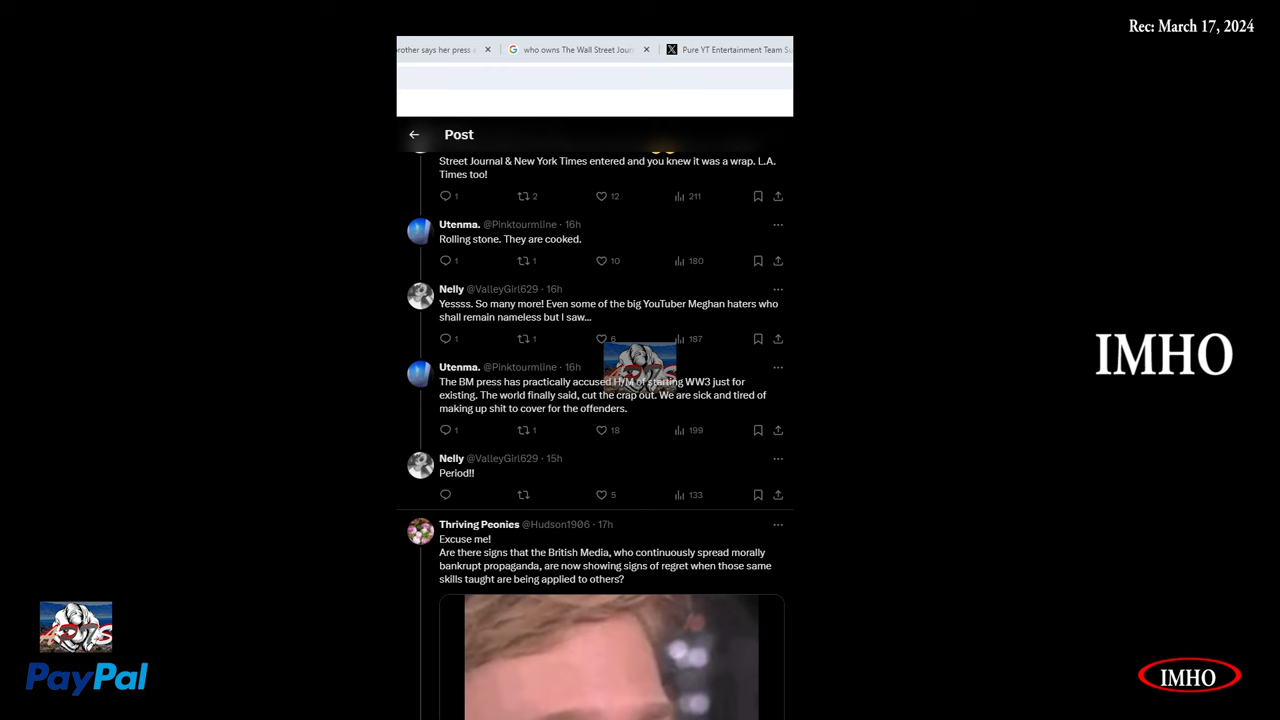 Rec: March 17, 2024
brother says her press
who owns The Wall Street Jour
Pure YT Entertainment Team Su
Post
Street Journal & New York Times entered and you knew it was a wrap. L.A.
Times too!
1 2 12 211
Utenma. @Pinktourmline · 16h
Rolling stone. They are cooked.
1 1 10 180
Nelly @ValleyGirl629 · 16h
Yessss. So many more! Even some of the big YouTuber Meghan haters who
shall remain nameless but I saw...
1 1 6 187
IMHO
Utenma. @Pinktourmline · 16h
The BM press has practically accused H/M of starting WW3 just for
existing. The world finally said, cut the crap out. We are sick and tired of
making up shit to cover for the offenders.
1 1 18 199
Nelly @ValleyGirl629 · 15h
Period!!
5 133
Thriving Peonies @Hudson1906 · 17h
Excuse me!
Are there signs that the British Media, who continuously spread morally
bankrupt propaganda, are now showing signs of regret when those same
skills taught are being applied to others?
PayPal
IMHO